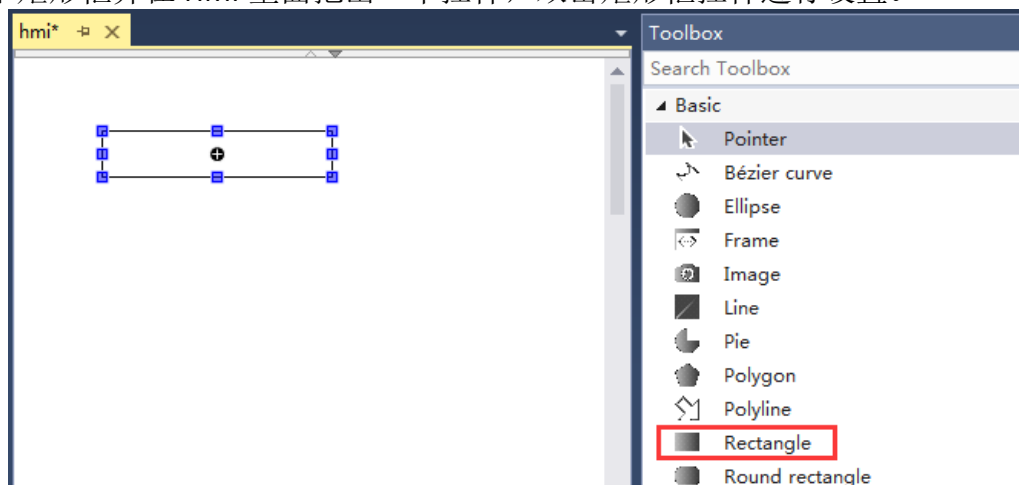 hmi*
Toolbox
Search Toolbox
Basic
Pointer
Bézier curve
Ellipse
Frame
Image
Line
Pie
Polygon
Polyline
Rectangle
Round rectangle